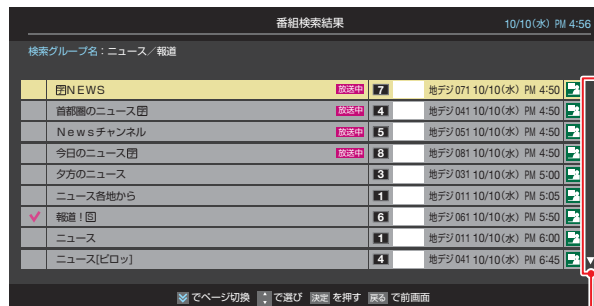 番組検索結果 10/10(水) PM 4:56
検索グループ名：ニュース／報道
字NEWS 放送中 7 地デジ071 10/10(水) PM 4:50
首都圏のニュース字 放送中 4 地デジ041 10/10(水) PM 4:50
Newsチャンネル 放送中 5 地デジ051 10/10(水) PM 4:50
今日のニュース字 放送中 8 地デジ081 10/10(水) PM 4:50
夕方のニュース 3 地デジ031 10/10(水) PM 5:00
ニュース各地から 1 地デジ011 10/10(水) PM 5:05
報道！S 6 地デジ061 10/10(水) PM 5:50
ニュース 1 地デジ011 10/10(水) PM 6:00
ニュース[ピロッ] 4 地デジ041 10/10(水) PM 6:45
でページ切換 で選び 決定 を押す 戻る で前画面